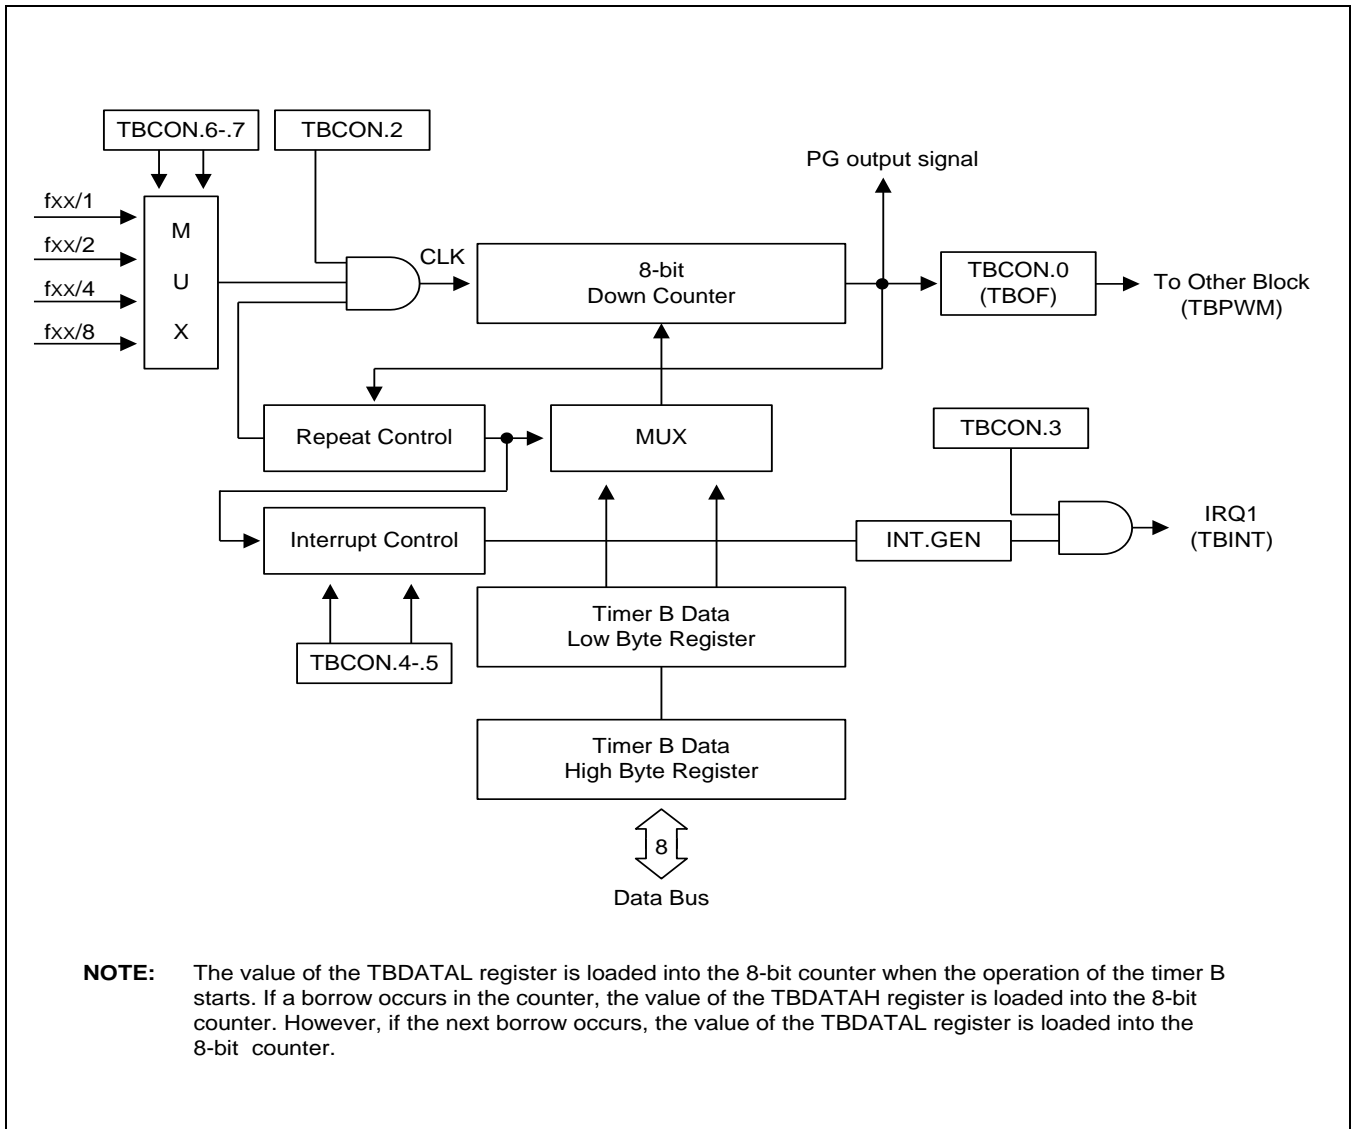 TBCON.6-.7
TBCON.2
PG output signal
fxx/1
fxx/2
fxx/4
fxx/8
M
U
X
CLK
8-bit
Down Counter
TBCON.0
(TBOF)
To Other Block
(TBPWM)
Repeat Control
MUX
TBCON.3
Interrupt Control
INT.GEN
IRQ1
(TBINT)
Timer B Data
Low Byte Register
TBCON.4-.5
Timer B Data
High Byte Register
8
Data Bus
NOTE: The value of the TBDATAL register is loaded into the 8-bit counter when the operation of the timer B
starts. If a borrow occurs in the counter, the value of the TBDATAH register is loaded into the 8-bit
counter. However, if the next borrow occurs, the value of the TBDATAL register is loaded into the
8-bit counter.